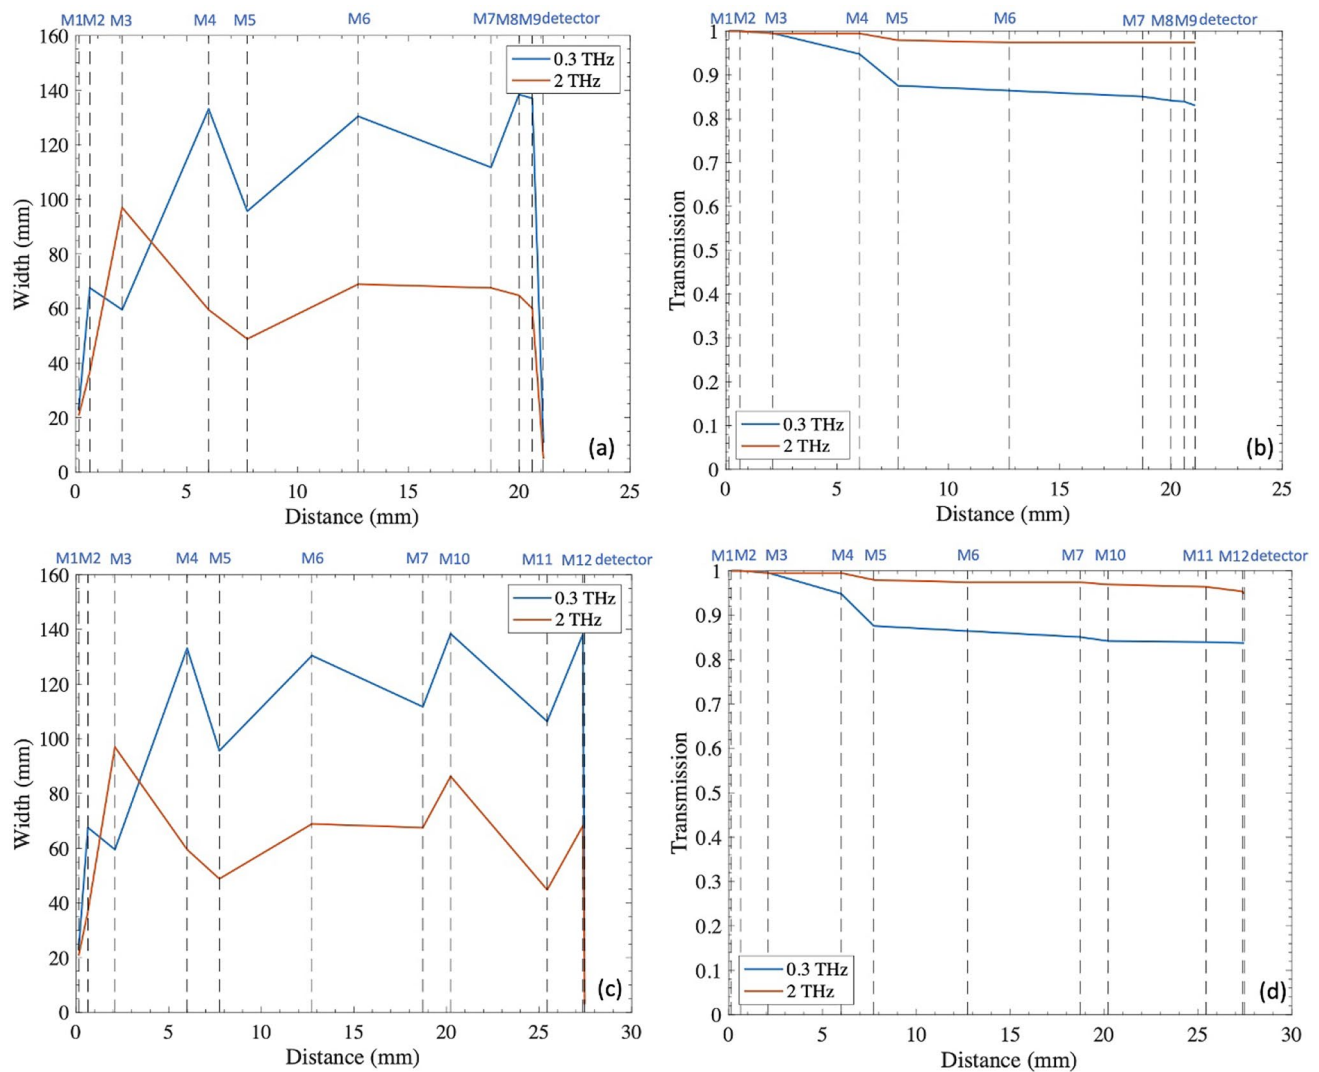 M1M2 M3 M4 M5 M6 M7M8M9detector
160
140
120
100
80
60
40
20
0
Width (mm)
0.3 THz
2 THz
(a)
0 5 10 15 20 25
Distance (mm)
M1M2 M3 M4 M5 M6 M7 M8M9detector
1
0.9
0.8
0.7
0.6
0.5
0.4
0.3
0.2
0.1
0
Transmission
0.3 THz
2 THz
(b)
0 5 10 15 20 25
Distance (mm)
M1M2 M3 M4 M5 M6 M7 M10 M11 M12 detector
160
140
120
100
80
60
40
20
0
Width (mm)
0.3 THz
2 THz
(c)
0 5 10 15 20 25 30
Distance (mm)
M1M2 M3 M4 M5 M6 M7 M10 M11 M12detector
1
0.9
0.8
0.7
0.6
0.5
0.4
0.3
0.2
0.1
0
Transmission
0.3 THz
2 THz
(d)
0 5 10 15 20 25 30
Distance (mm)